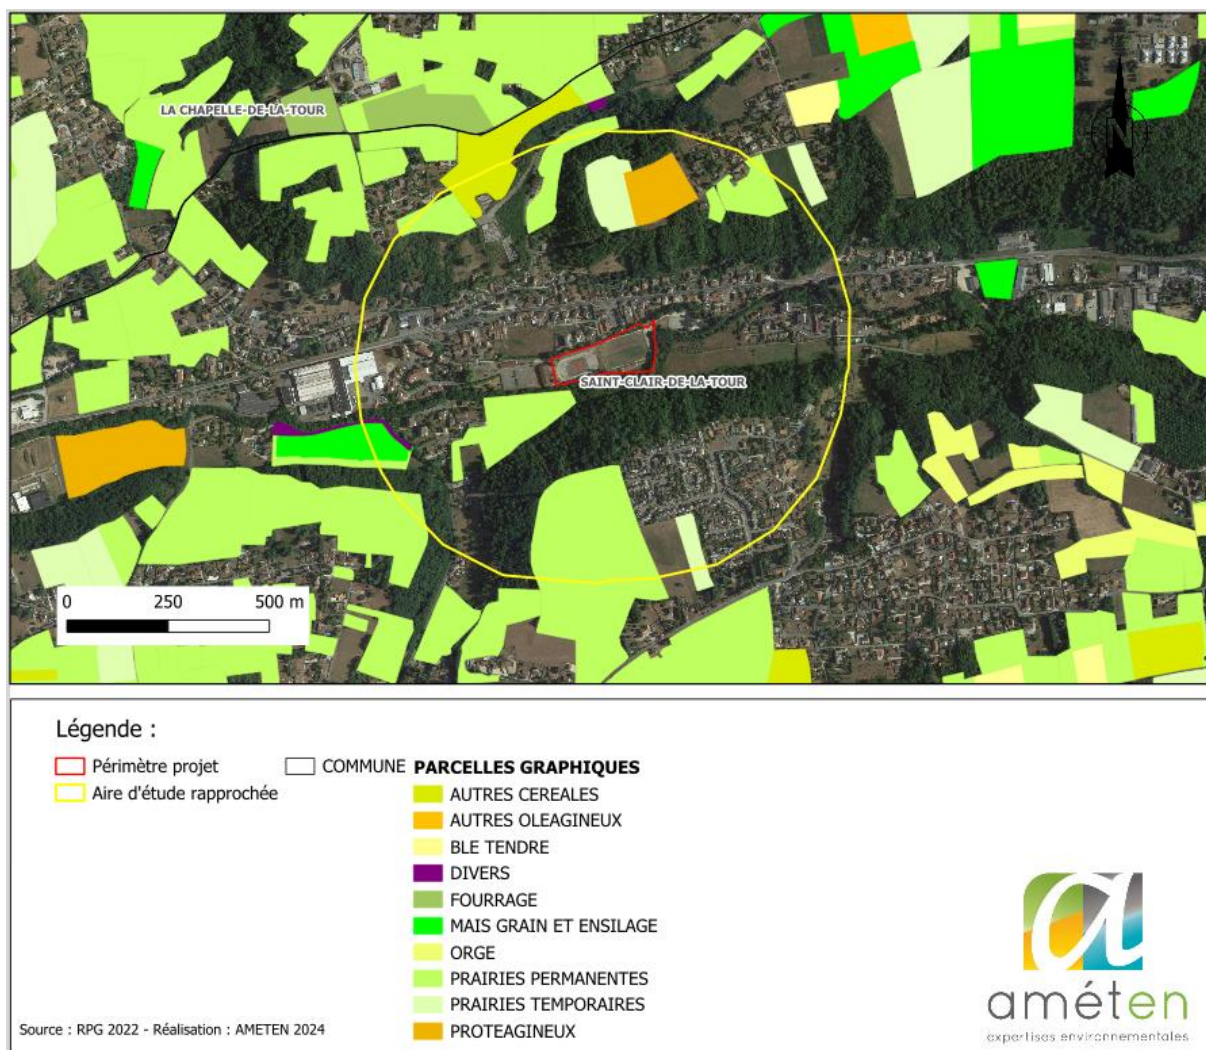 LA CHAPELLE-DE-LA-TOUR
N
SAINT-CLAIR-DE-LA-TOUR
0 250 500 m
Légende :
Périmètre projet
COMMUNE
Aire d'étude rapprochée
PARCELLES GRAPHIQUES
AUTRES CEREALES
AUTRES OLEAGINEUX
BLE TENDRE
DIVERS
FOURRAGE
MAIS GRAIN ET ENSILAGE
ORGE
PRAIRIES PERMANENTES
PRAIRIES TEMPORAIRES
PROTEAGINEUX
Source : RPG 2022 - Réalisation : AMETEN 2024
améten
expertises environnementales